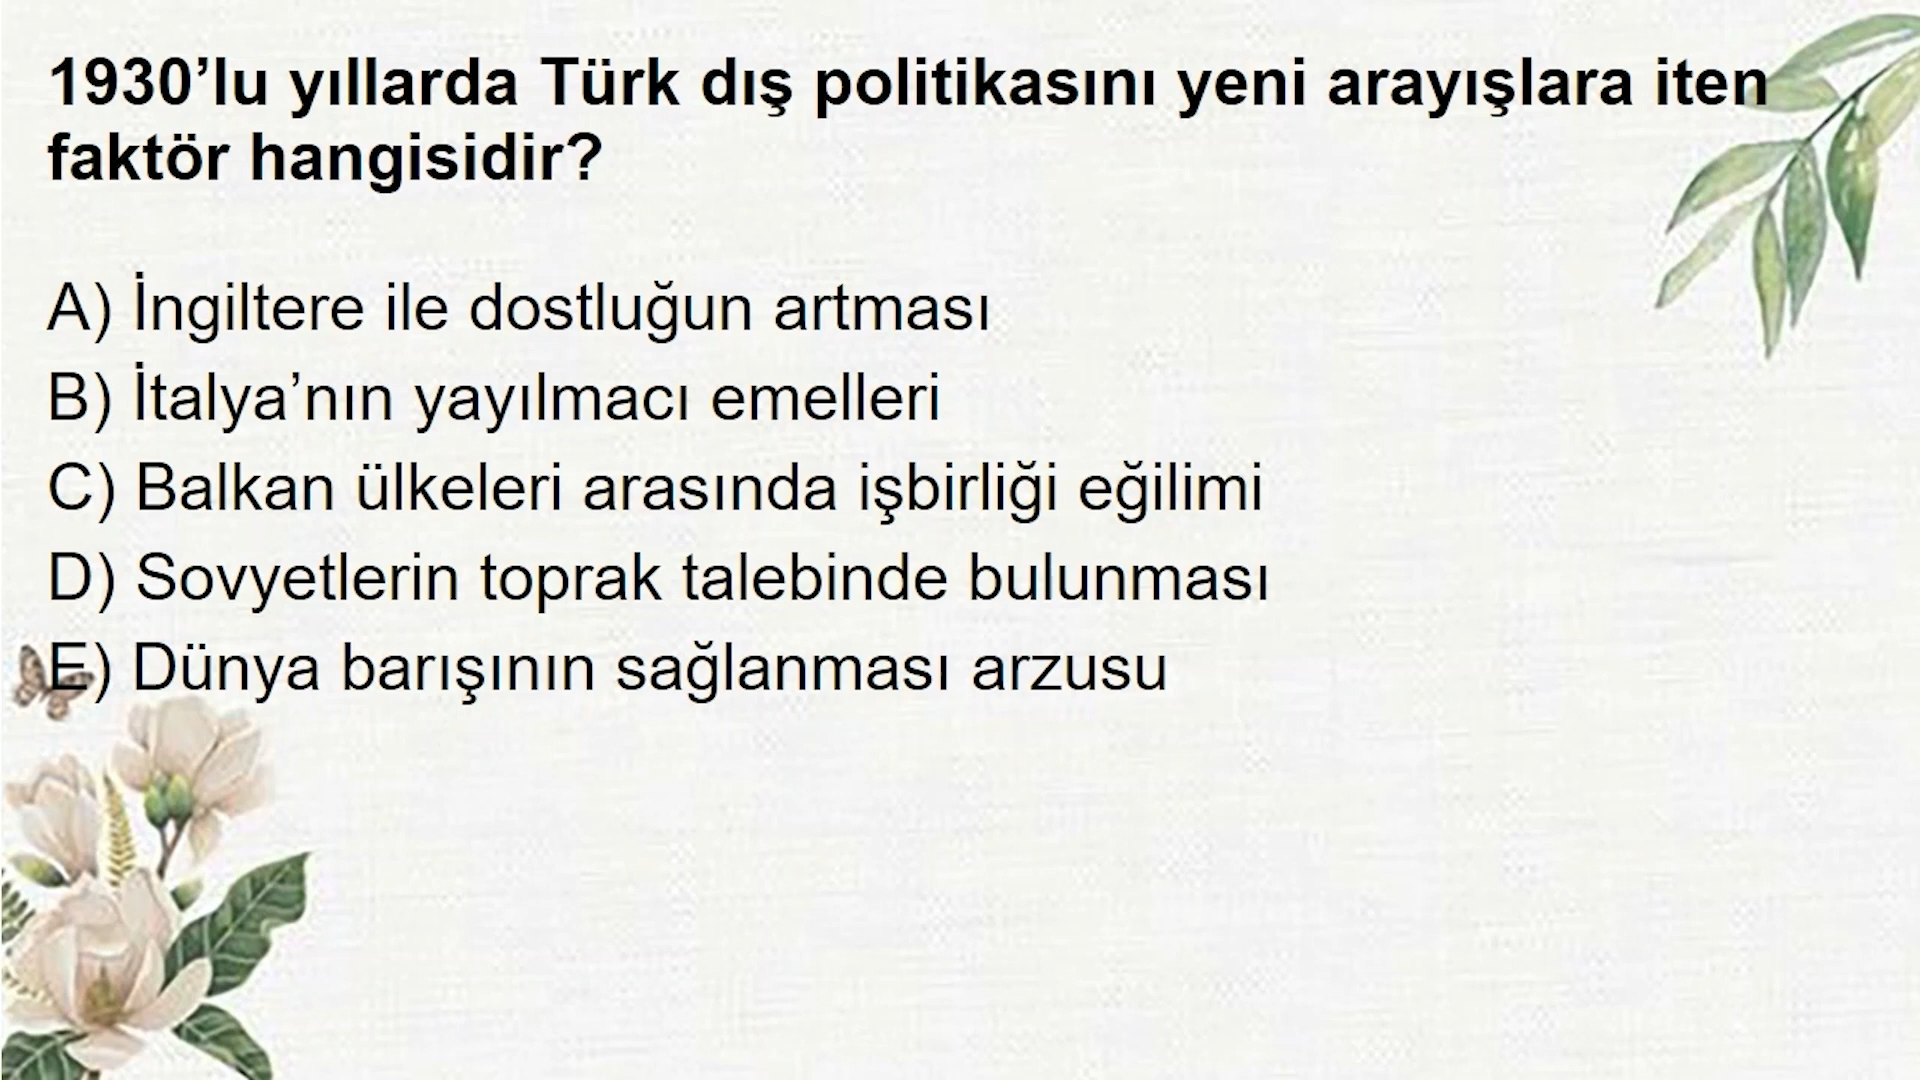 1930’lu yıllarda Türk dış politikasını yeni arayışlara iten
faktör hangisidir?
A) İngiltere ile dostluğun artması
B) İtalya’nın yayılmacı emelleri
C) Balkan ülkeleri arasında işbirliği eğilimi
D) Sovyetlerin toprak talebinde bulunması
E) Dünya barışının sağlanması arzusu